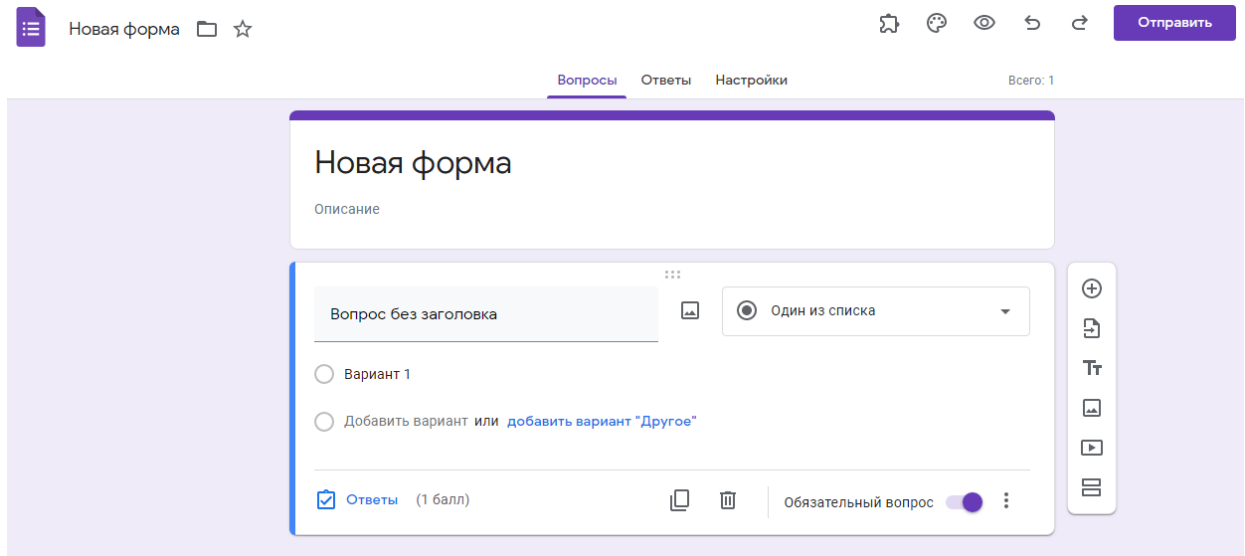 Новая форма
Отправить
Вопросы Ответы Настройки Всего: 1
Новая форма
Описание
Вопрос без заголовка
Один из списка
Вариант 1
Добавить вариант или добавить вариант "Другое"
Ответы (1 балл)
Обязательный вопрос